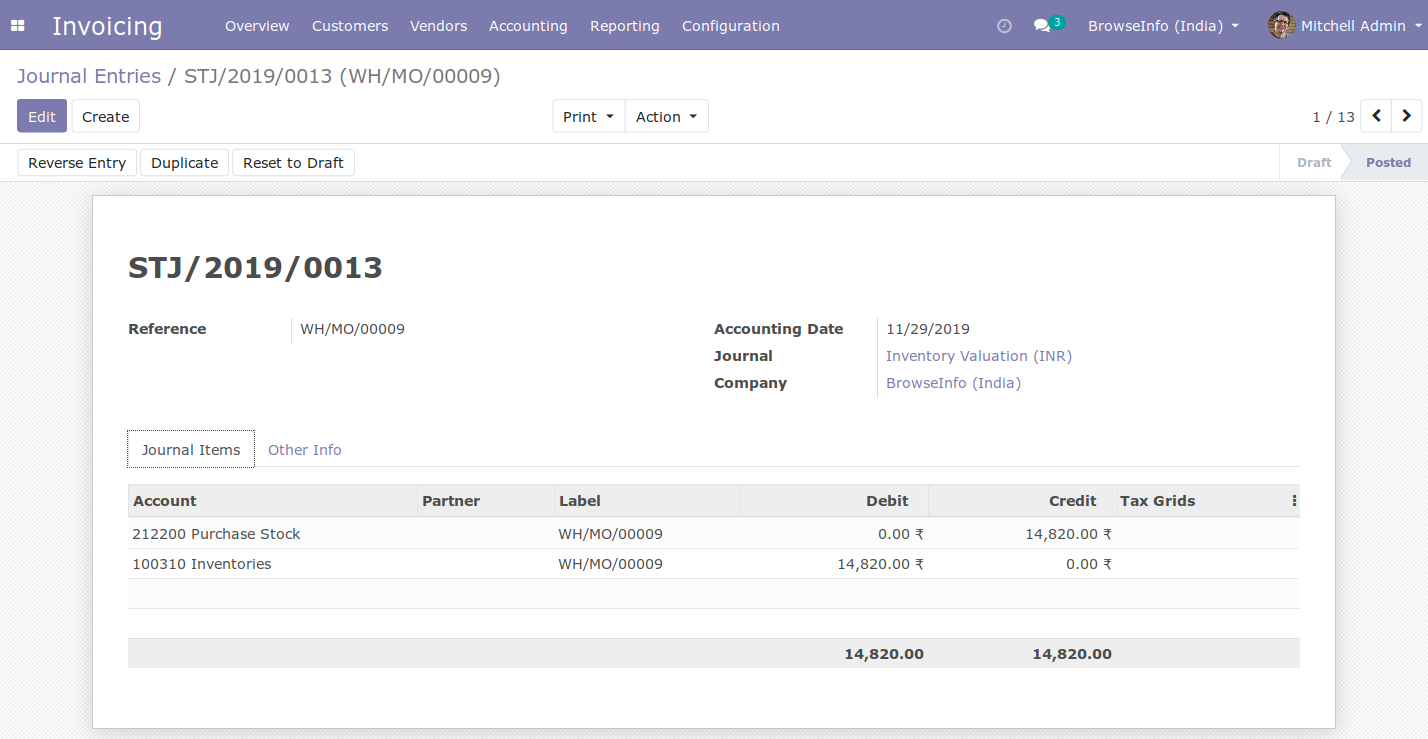 Invoicing Overview Customers Vendors Accounting Reporting Configuration 3 BrowseInfo (India) Mitchell Admin
Journal Entries / STJ/2019/0013 (WH/MO/00009)
Edit Create Print Action 1 / 13
Reverse Entry Duplicate Reset to Draft Draft Posted
STJ/2019/0013
Reference WH/MO/00009 Accounting Date 11/29/2019
Journal Inventory Valuation (INR)
Company BrowseInfo (India)
Journal Items Other Info
Account Partner Label Debit Credit Tax Grids
212200 Purchase Stock WH/MO/00009 0.00 ₹ 14,820.00 ₹
100310 Inventories WH/MO/00009 14,820.00 ₹ 0.00 ₹
14,820.00 14,820.00